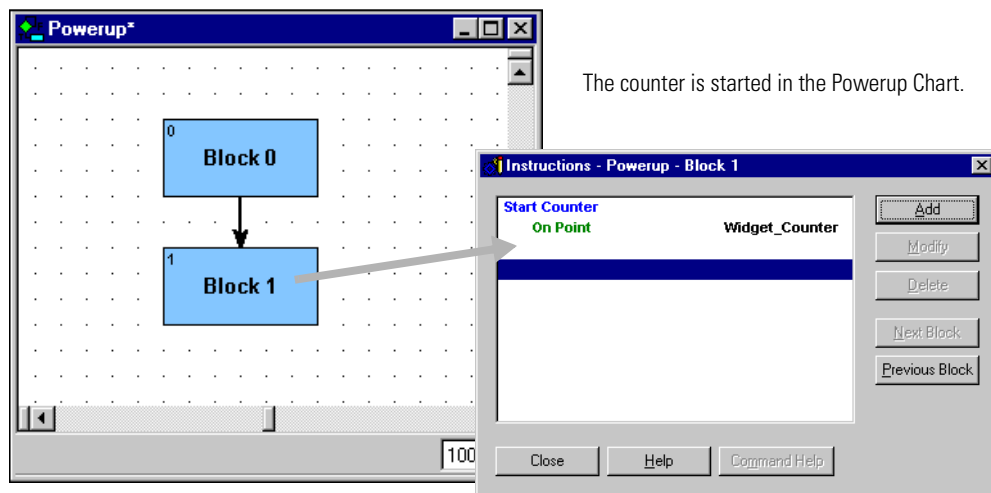 Powerup*
The counter is started in the Powerup Chart.
0
Block 0
1
Block 1
100
Instructions - Powerup - Block 1
Start Counter
On Point Widget_Counter
Add
Modify
Delete
Next Block
Previous Block
Close Help Command Help